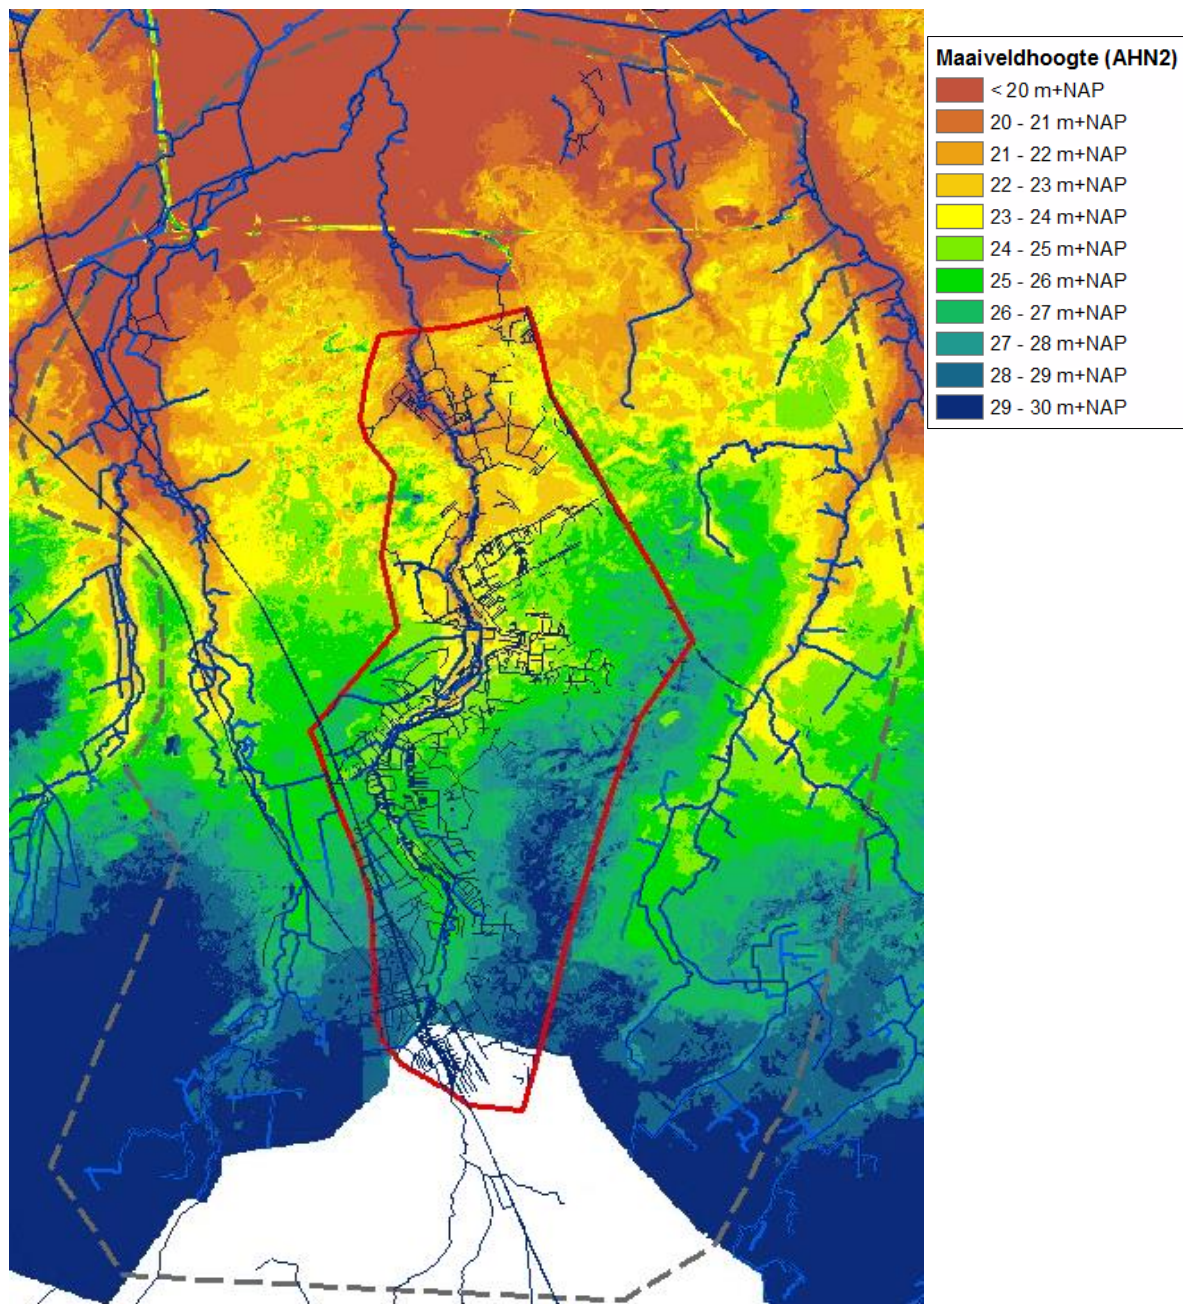 Maaiveldhoogte (AHN2)
< 20 m+NAP
20 - 21 m+NAP
21 - 22 m+NAP
22 - 23 m+NAP
23 - 24 m+NAP
24 - 25 m+NAP
25 - 26 m+NAP
26 - 27 m+NAP
27 - 28 m+NAP
28 - 29 m+NAP
29 - 30 m+NAP